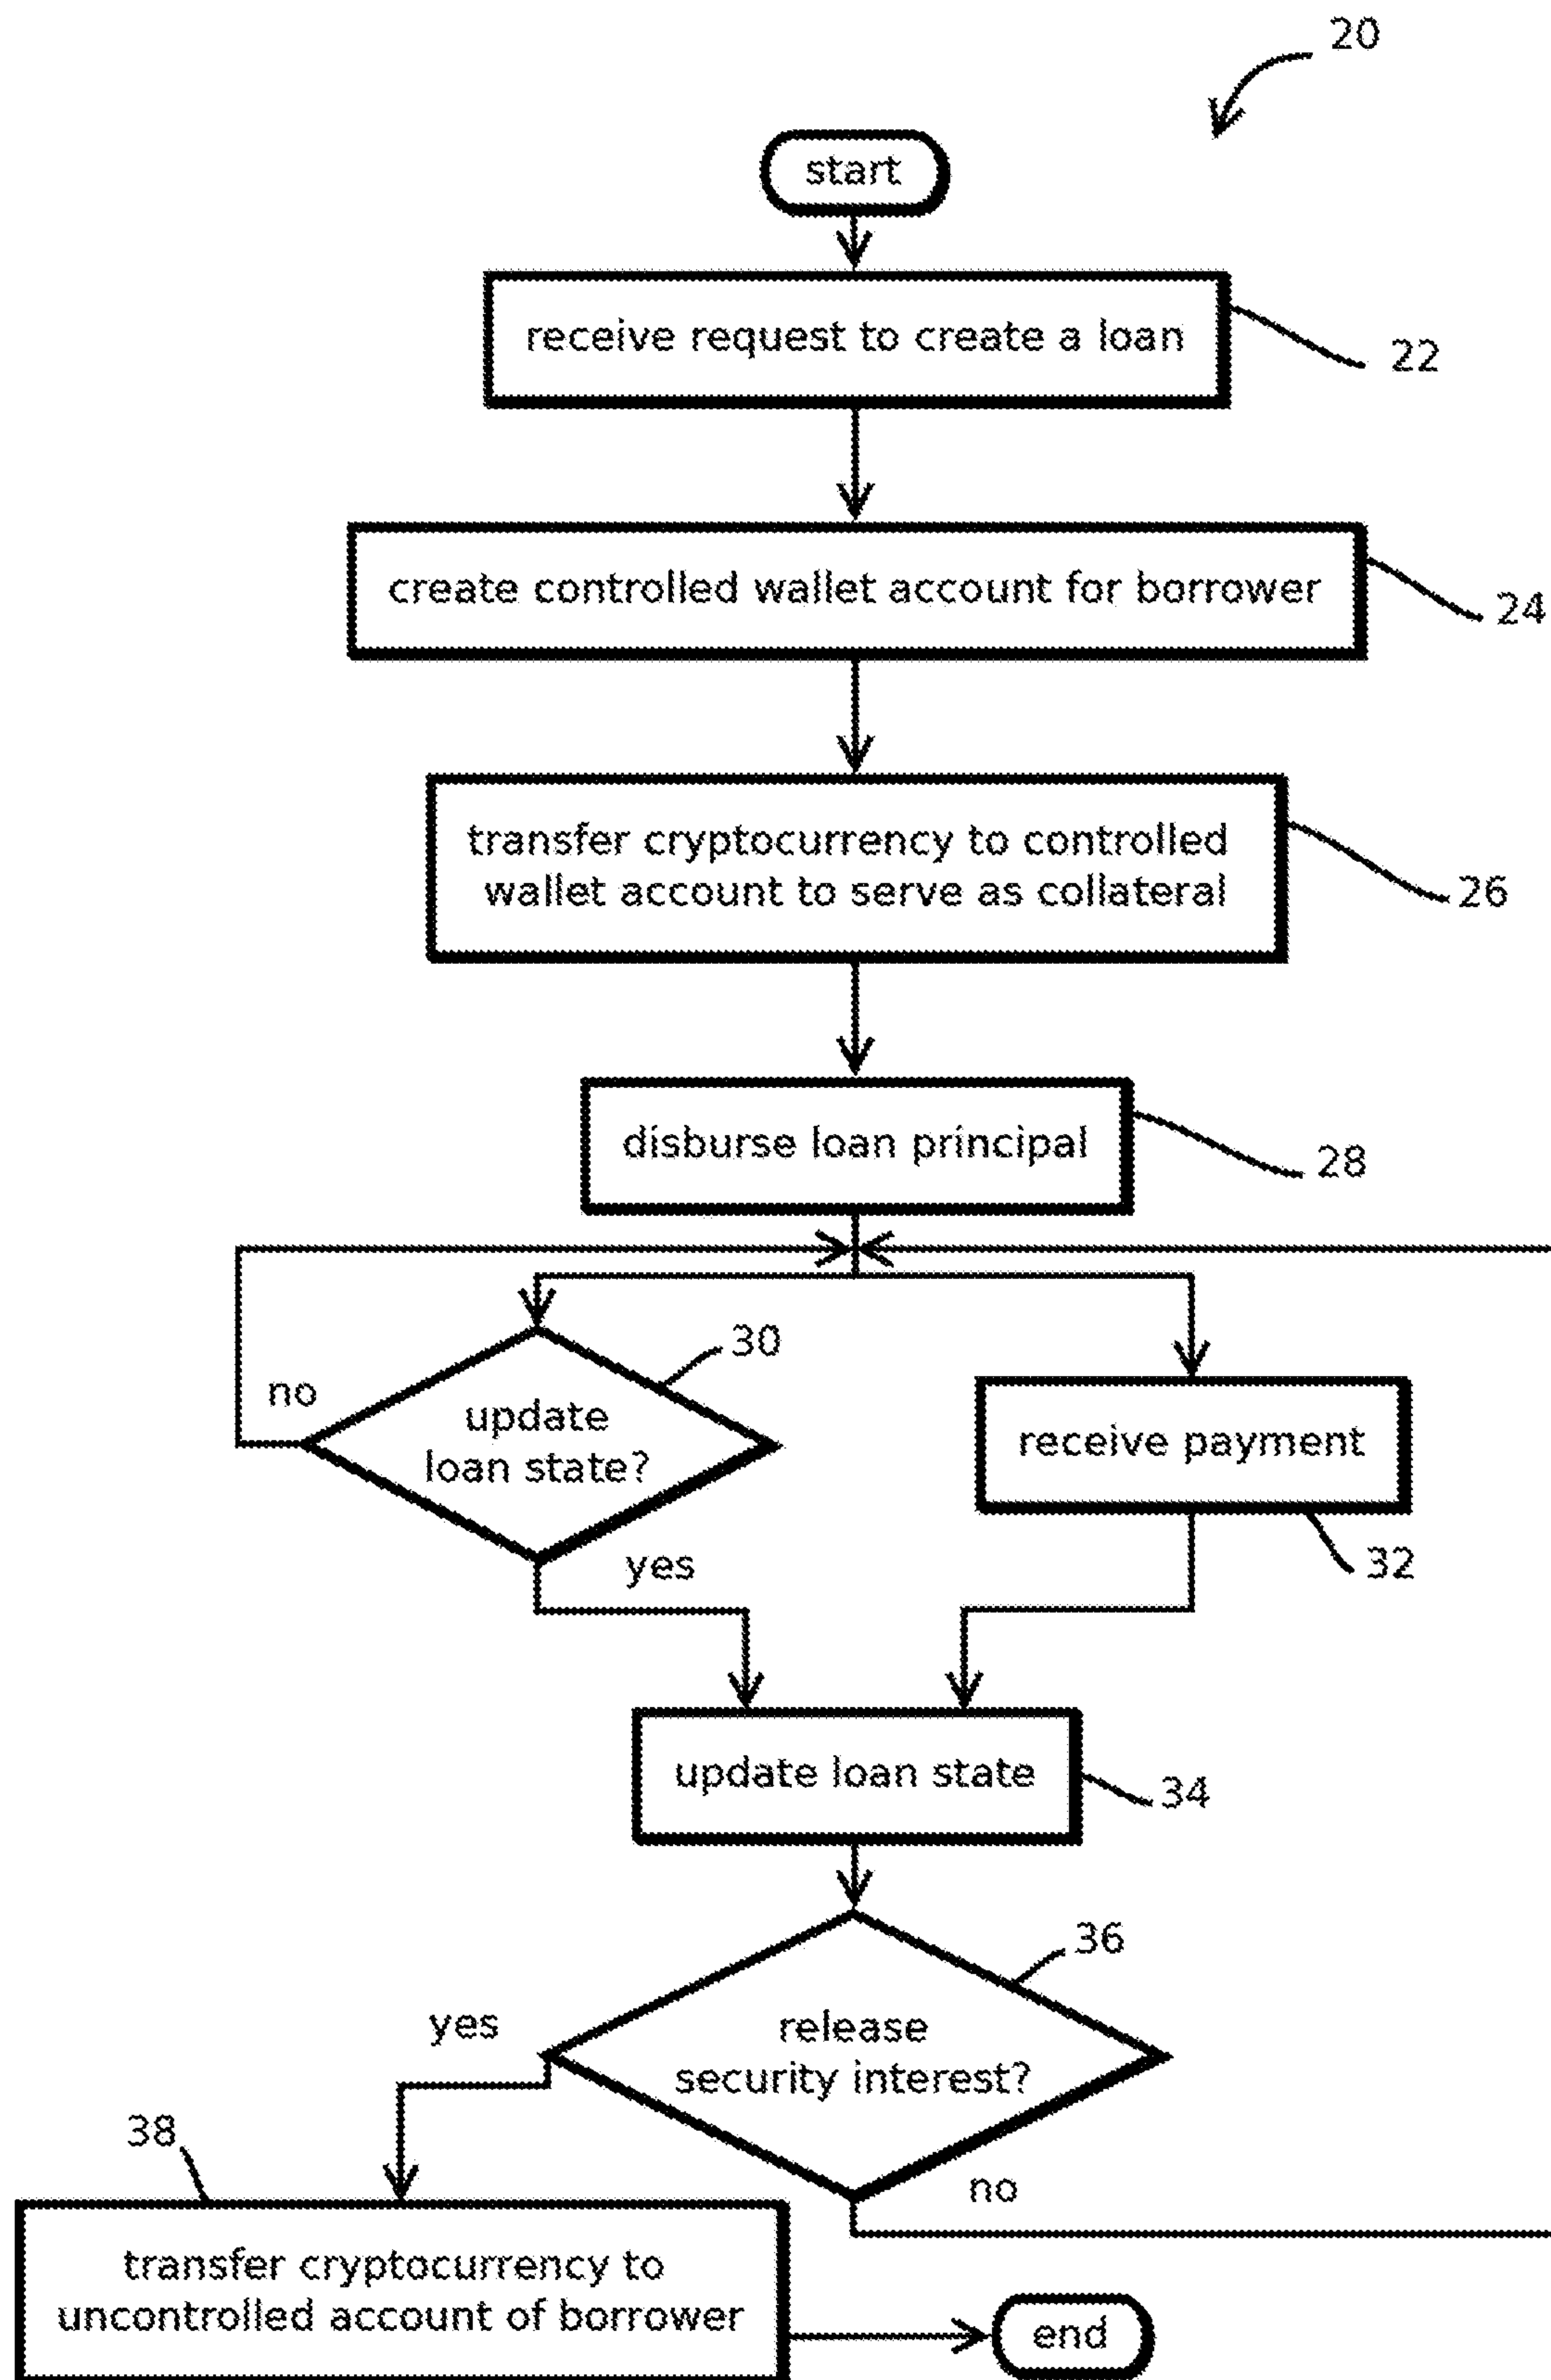 20
start
receive request to create a loan
22
create controlled wallet account for borrower
24
transfer cryptocurrency to controlled
wallet account to serve as collateral
26
disburse loan principal
28
30
no
update
loan state?
receive payment
yes
32
update loan state
34
36
yes
release
security interest?
38
no
transfer cryptocurrency to
uncontrolled account of borrower
end